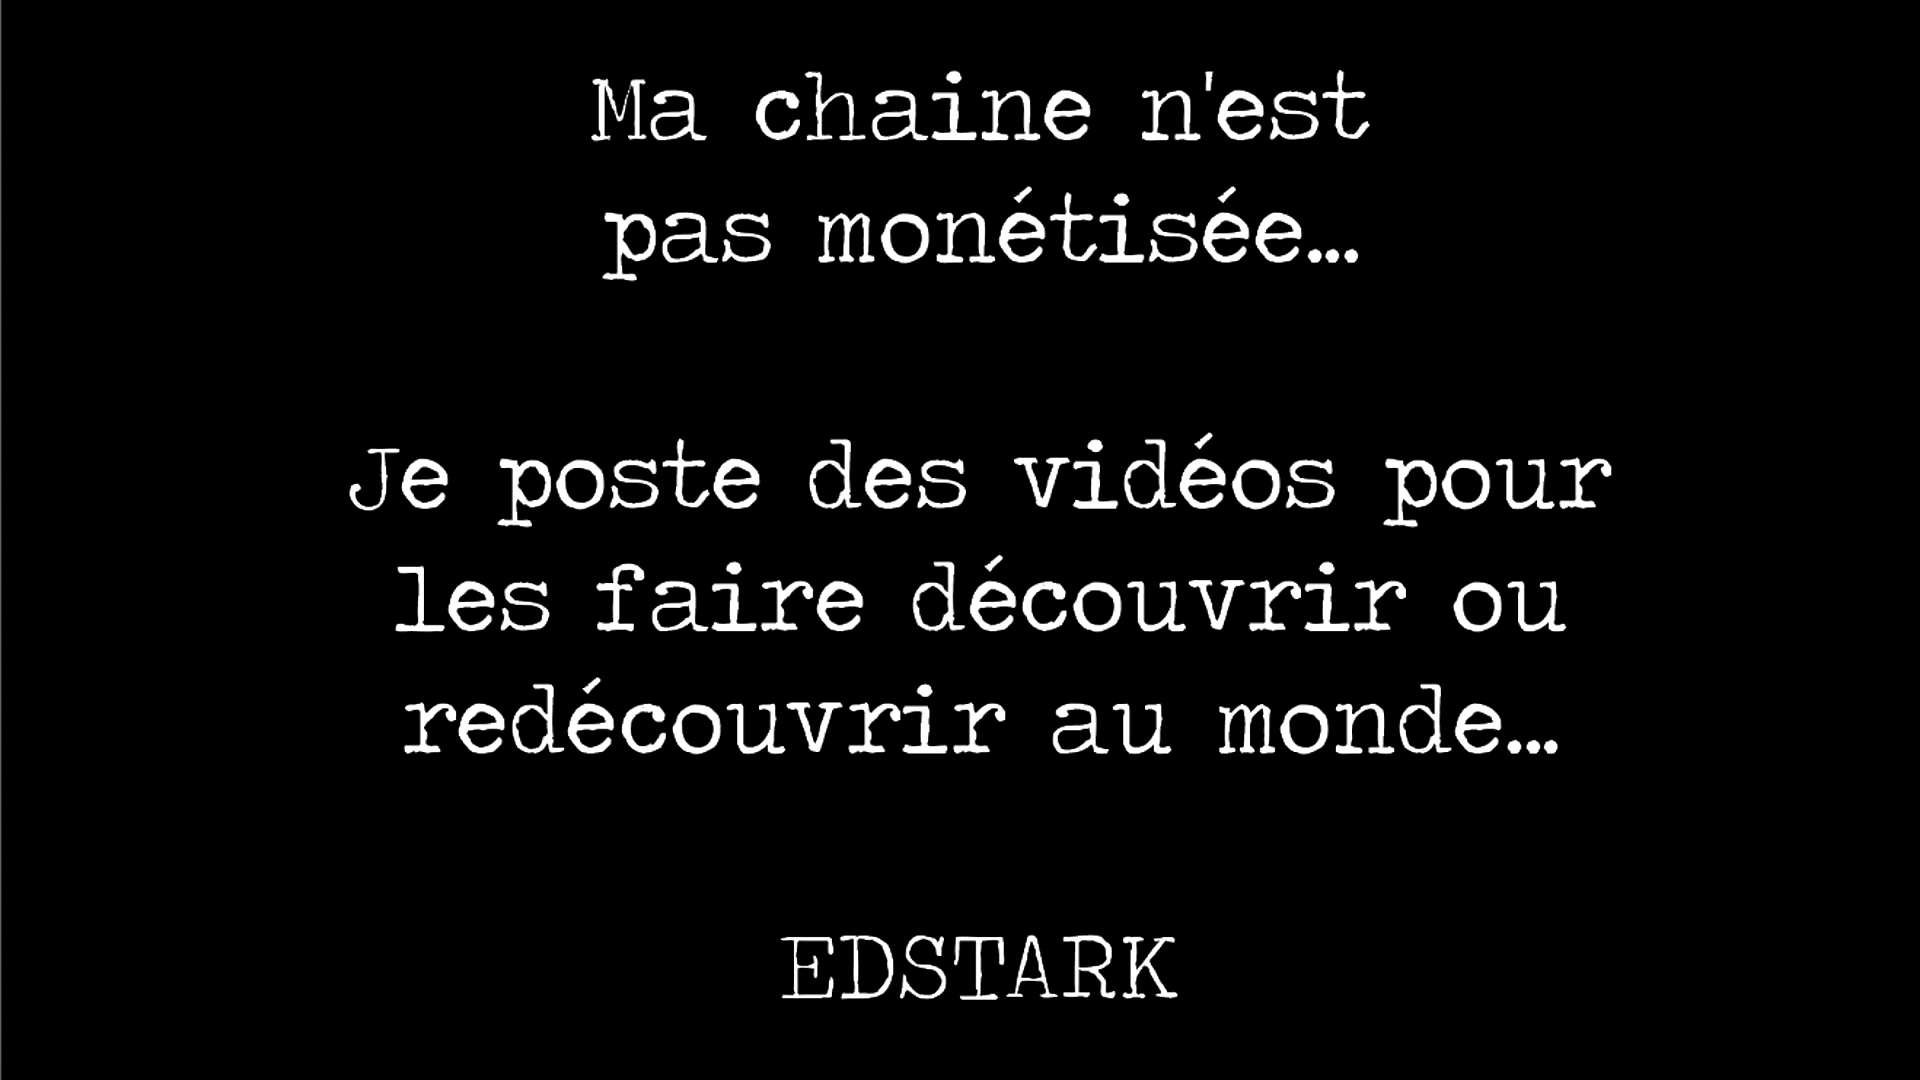 Ma chaine n'est
pas monétisée...
Je poste des vidéos pour
les faire découvrir ou
redécouvrir au monde...
EDSTARK